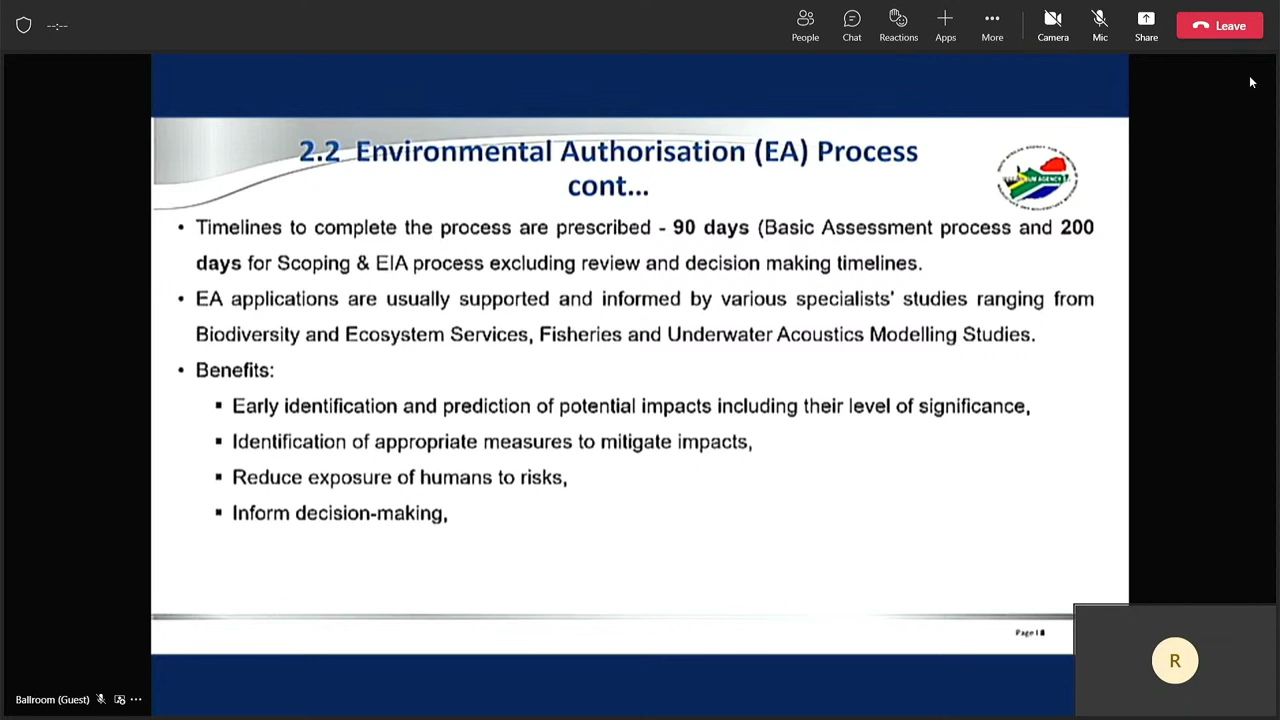 --:--
People
Chat
Reactions
Apps
More
Camera
Mic
Share
Leave
2.2 Environmental Authorisation (EA) Process
cont...
• Timelines to complete the process are prescribed - 90 days (Basic Assessment process and 200
days for Scoping & EIA process excluding review and decision making timelines.
• EA applications are usually supported and informed by various specialists' studies ranging from
Biodiversity and Ecosystem Services, Fisheries and Underwater Acoustics Modelling Studies.
• Benefits:
▪ Early identification and prediction of potential impacts including their level of significance,
▪ Identification of appropriate measures to mitigate impacts,
▪ Reduce exposure of humans to risks,
▪ Inform decision-making,
Page | 8
R
Ballroom (Guest)